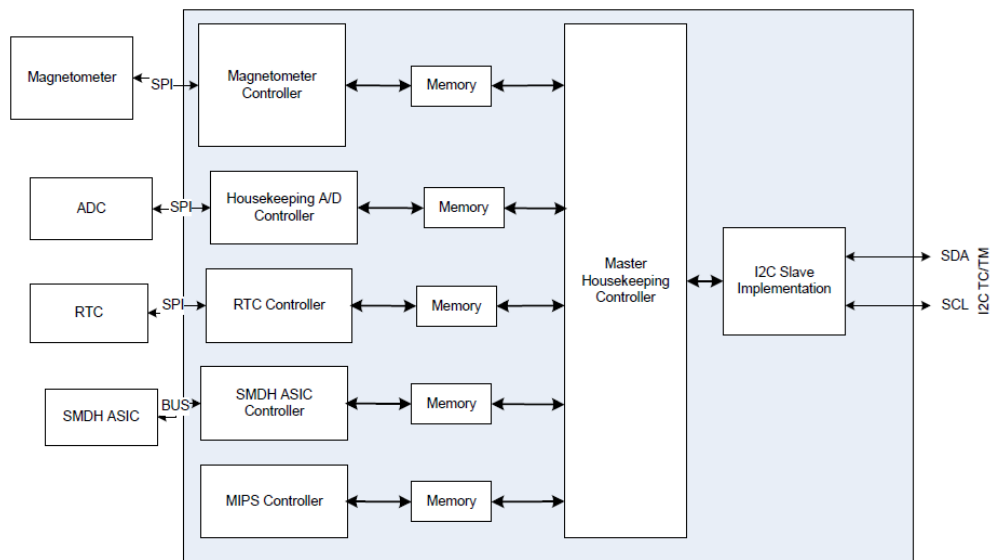 Magnetometer
SPI
Magnetometer
Controller
Memory
ADC
SPI
Housekeeping A/D
Controller
Memory
RTC
SPI
RTC Controller
Memory
SMDH ASIC
BUS
SMDH ASIC
Controller
Memory
MIPS Controller
Memory
Master
Housekeeping
Controller
I2C Slave
Implementation
SDA
SCL
I2C TC/TM